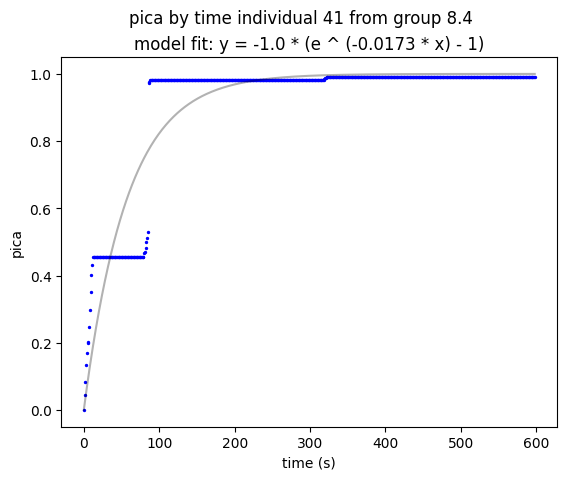 pica by time individual 41 from group 8.4
model fit: y = -1.0 * (e ^ (-0.0173 * x) - 1)
1.0
0.8
0.6
0.4
0.2
0.0
pica
0 100 200 300 400 500 600
time (s)